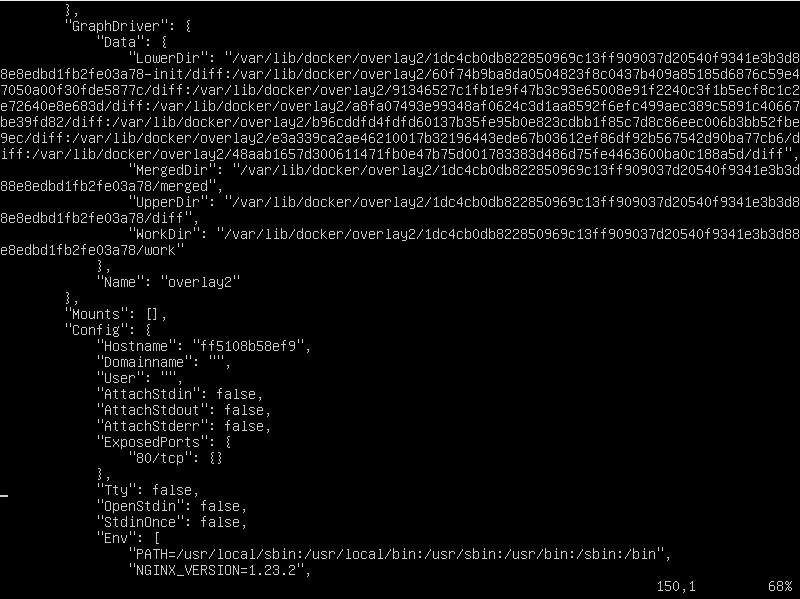 },
        "GraphDriver": {
            "Data": {
                "LowerDir": "/var/lib/docker/overlay2/1dc4cb0db822850969c13ff909037d20540f9341e3b3d8
8e8edbd1fb2fe03a78-init/diff:/var/lib/docker/overlay2/60f74b9ba8da0504823f8c0437b409a85185d6876c59e4
7050a00f30fde5877c/diff:/var/lib/docker/overlay2/91346527c1fb1e9f47b3c93e65008e91f2240c3f1b5ecf8c1c2
e72640e8e683d/diff:/var/lib/docker/overlay2/a8fa07493e99348af0624c3d1aa8592f6efc499aec389c5891c40667
be39fd82/diff:/var/lib/docker/overlay2/b96cddfd4fdfd60137b35fe95b0e823cdbb1f85c7d8c86eec006b3bb52fbe
9ec/diff:/var/lib/docker/overlay2/e3a339ca2ae46210017b32196443ede67b03612ef86df92b567542d90ba77cb6/d
iff:/var/lib/docker/overlay2/48aab1657d300611471fb0e47b75d001783383d486d75fe4463600ba0c188a5d/diff",
                "MergedDir": "/var/lib/docker/overlay2/1dc4cb0db822850969c13ff909037d20540f9341e3b3d
88e8edbd1fb2fe03a78/merged",
                "UpperDir": "/var/lib/docker/overlay2/1dc4cb0db822850969c13ff909037d20540f9341e3b3d8
8e8edbd1fb2fe03a78/diff",
                "WorkDir": "/var/lib/docker/overlay2/1dc4cb0db822850969c13ff909037d20540f9341e3b3d88
e8edbd1fb2fe03a78/work"
            },
            "Name": "overlay2"
        },
        "Mounts": [],
        "Config": {
            "Hostname": "ff5108b58ef9",
            "Domainname": "",
            "User": "",
            "AttachStdin": false,
            "AttachStdout": false,
            "AttachStderr": false,
            "ExposedPorts": {
                "80/tcp": {}
            },
            "Tty": false,
            "OpenStdin": false,
            "StdinOnce": false,
            "Env": [
                "PATH=/usr/local/sbin:/usr/local/bin:/usr/sbin:/usr/bin:/sbin:/bin",
                "NGINX_VERSION=1.23.2",
150,1 68%